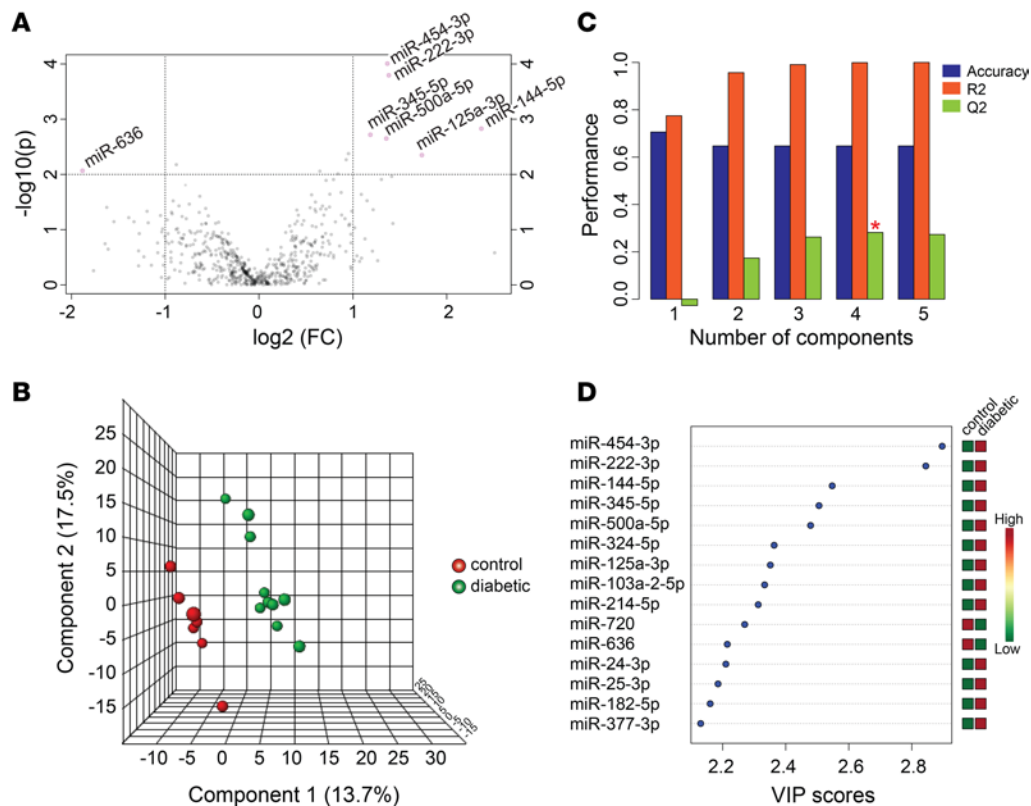 A
miR-454-3p
miR-222-3p
miR-345-5p
miR-500a-5p
miR-125a-3p
miR-144-5p
miR-636
4
3
2
1
0
4
3
2
1
0
-log10(p)
-2
-1
0
1
2
log2 (FC)
C
Accuracy
R2
Q2
1.0
0.8
0.6
0.4
0.2
0.0
Performance
*
1
2
3
4
5
Number of components
B
25
20
15
10
5
0
-5
-10
-15
Component 2 (17.5%)
control
diabetic
-10
-5
0
5
10
15
20
25
30
Component 1 (13.7%)
D
control
diabetic
miR-454-3p
miR-222-3p
miR-144-5p
miR-345-5p
miR-500a-5p
miR-324-5p
miR-125a-3p
miR-103a-2-5p
miR-214-5p
miR-720
miR-636
miR-24-3p
miR-25-3p
miR-182-5p
miR-377-3p
High
Low
2.2
2.4
2.6
2.8
VIP scores